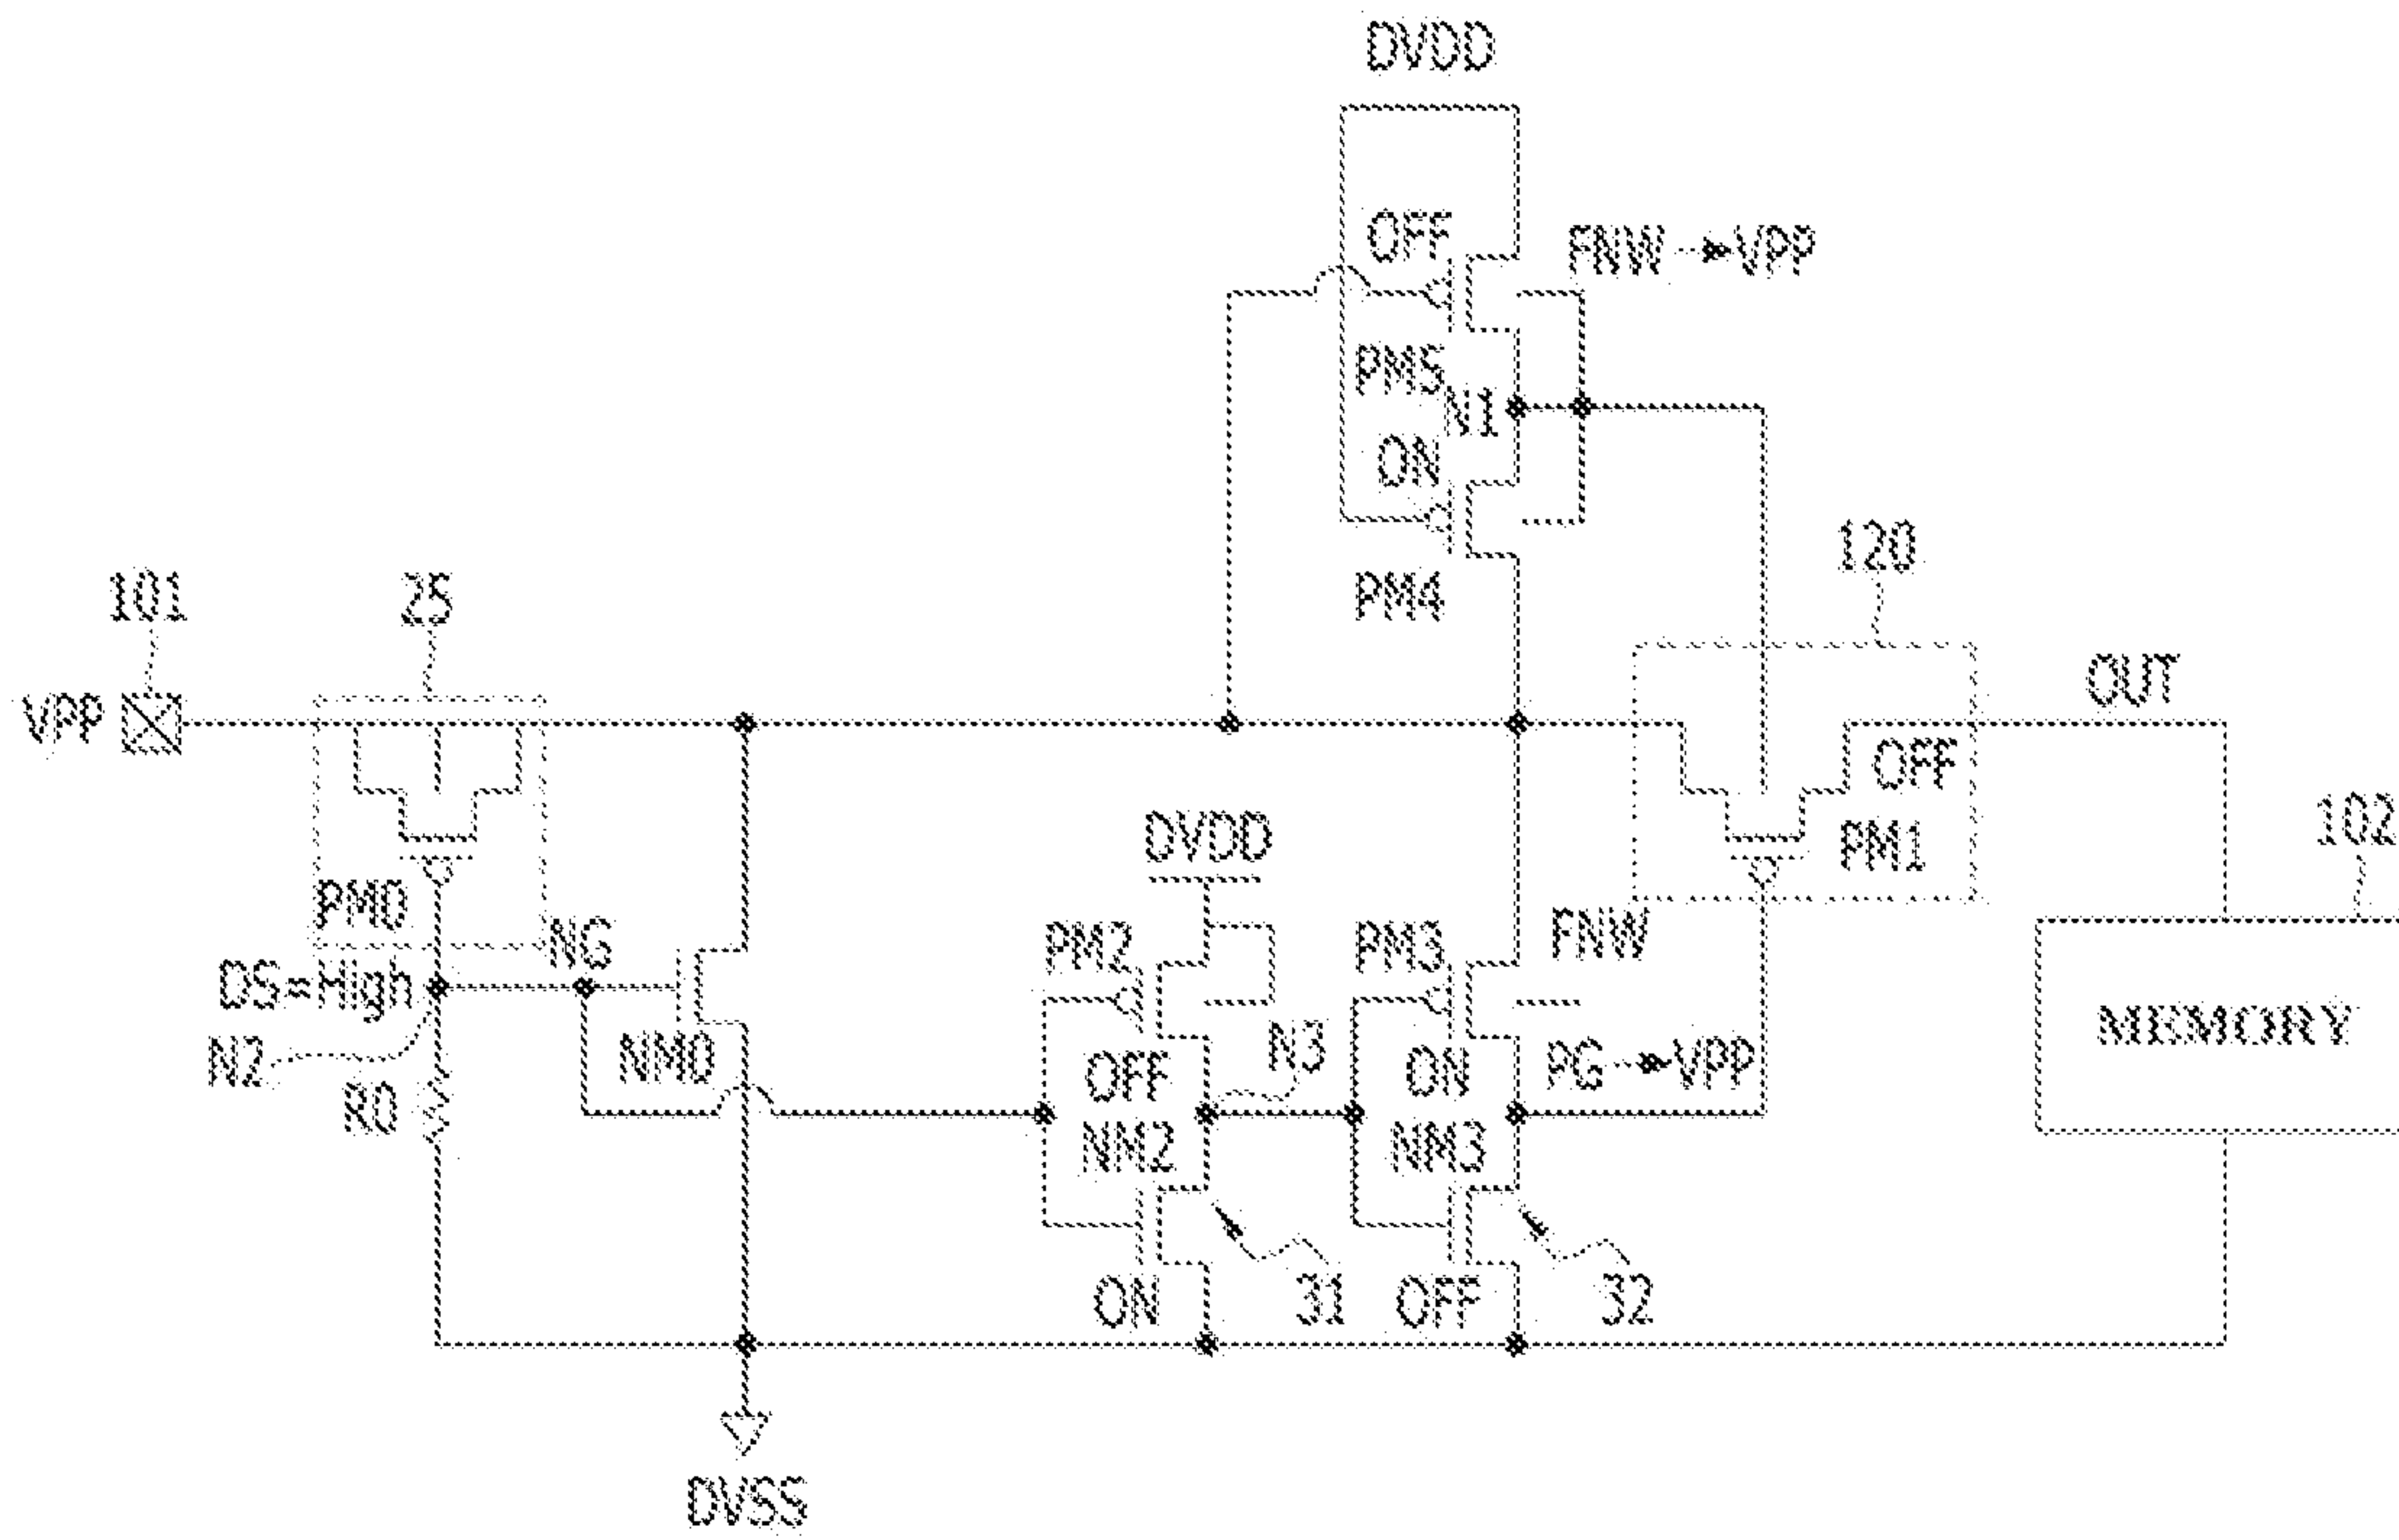 DVDD
OFF
FNW → VPP
PM5
N1
ON
PM4
120
101
25
VPP
OUT
OFF
PM1
102
DVDD
PM0
NG
DS=High
PM2
PM3
FNW
MEMORY
N2
NM0
N3
R0
OFF
ON
PG → VPP
NM2
NM3
ON
31
OFF
32
DVSS